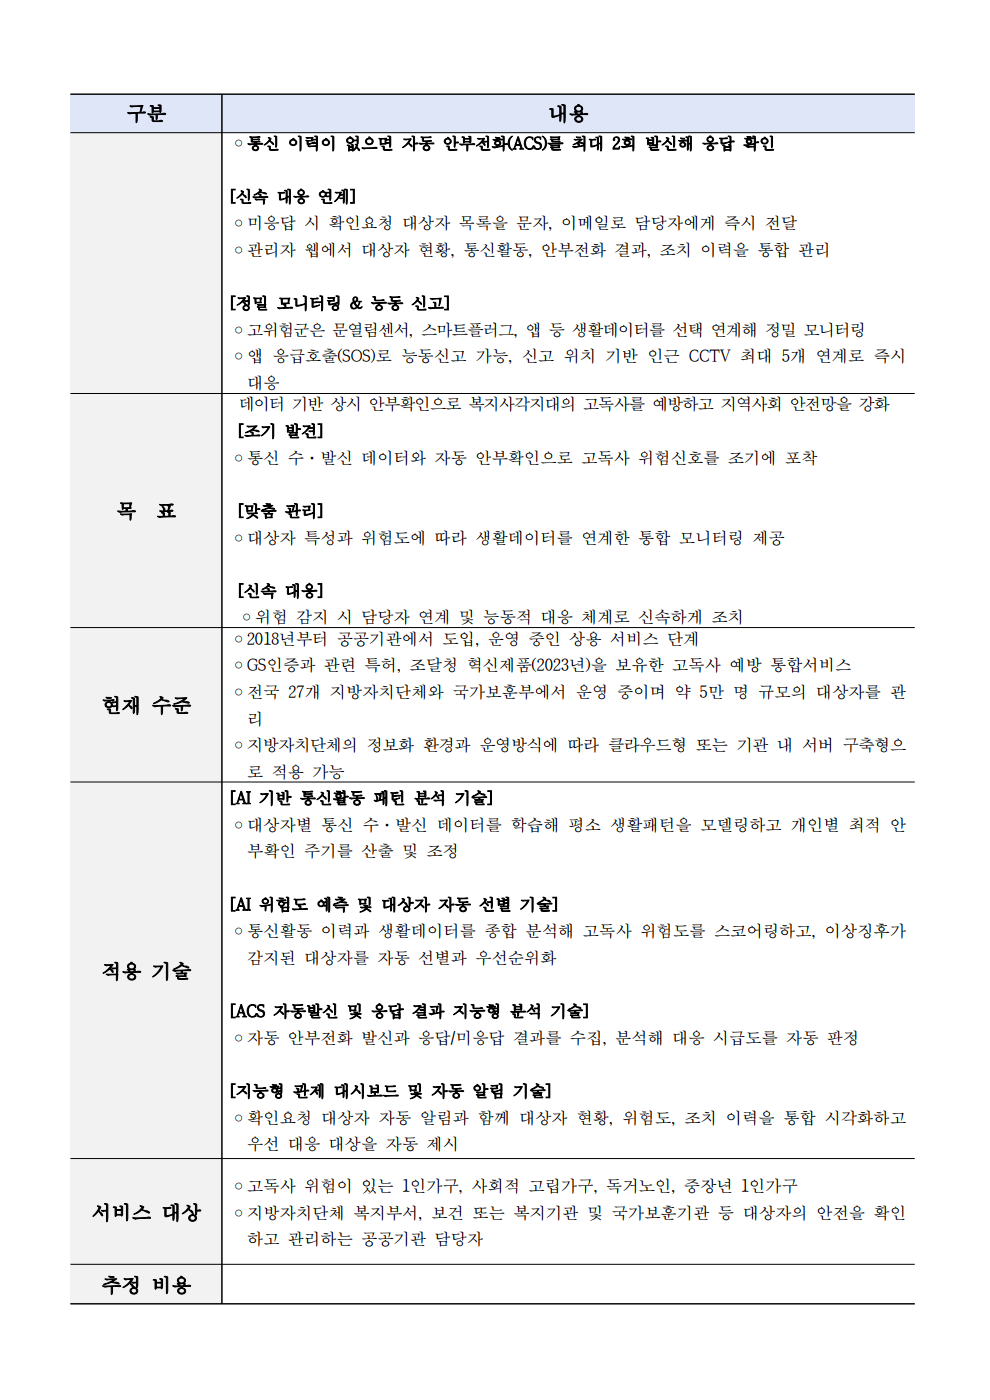 구분 내용
○ 통신 이력이 없으면 자동 안부전화(ACS)를 최대 2회 발신해 응답 확인
[신속 대응 연계]
○ 미응답 시 확인요청 대상자 목록을 문자, 이메일로 담당자에게 즉시 전달
○ 관리자 웹에서 대상자 현황, 통신활동, 안부전화 결과, 조치 이력을 통합 관리
[정밀 모니터링 & 능동 신고]
○ 고위험군은 문열림센서, 스마트플러그, 앱 등 생활데이터를 선택 연계해 정밀 모니터링
○ 앱 응급호출(SOS)로 능동신고 가능, 신고 위치 기반 인근 CCTV 최대 5개 연계로 즉시
대응
목 표
데이터 기반 상시 안부확인으로 복지사각지대의 고독사를 예방하고 지역사회 안전망을 강화
[조기 발견]
○ 통신 수·발신 데이터와 자동 안부확인으로 고독사 위험신호를 조기에 포착
[맞춤 관리]
○ 대상자 특성과 위험도에 따라 생활데이터를 연계한 통합 모니터링 제공
[신속 대응]
○ 위험 감지 시 담당자 연계 및 능동적 대응 체계로 신속하게 조치
현재 수준
○ 2018년부터 공공기관에서 도입, 운영 중인 상용 서비스 단계
○ GS인증과 관련 특허, 조달청 혁신제품(2023년)을 보유한 고독사 예방 통합서비스
○ 전국 27개 지방자치단체와 국가보훈부에서 운영 중이며 약 5만 명 규모의 대상자를 관
리
○ 지방자치단체의 정보화 환경과 운영방식에 따라 클라우드형 또는 기관 내 서버 구축형으
로 적용 가능
적용 기술
[AI 기반 통신활동 패턴 분석 기술]
○ 대상자별 통신 수·발신 데이터를 학습해 평소 생활패턴을 모델링하고 개인별 최적 안
부확인 주기를 산출 및 조정
[AI 위험도 예측 및 대상자 자동 선별 기술]
○ 통신활동 이력과 생활데이터를 종합 분석해 고독사 위험도를 스코어링하고, 이상징후가
감지된 대상자를 자동 선별과 우선순위화
[ACS 자동발신 및 응답 결과 지능형 분석 기술]
○ 자동 안부전화 발신과 응답/미응답 결과를 수집, 분석해 대응 시급도를 자동 판정
[지능형 관제 대시보드 및 자동 알림 기술]
○ 확인요청 대상자 자동 알림과 함께 대상자 현황, 위험도, 조치 이력을 통합 시각화하고
우선 대응 대상을 자동 제시
서비스 대상
○ 고독사 위험이 있는 1인가구, 사회적 고립가구, 독거노인, 중장년 1인가구
○ 지방자치단체 복지부서, 보건 또는 복지기관 및 국가보훈기관 등 대상자의 안전을 확인
하고 관리하는 공공기관 담당자
추정 비용